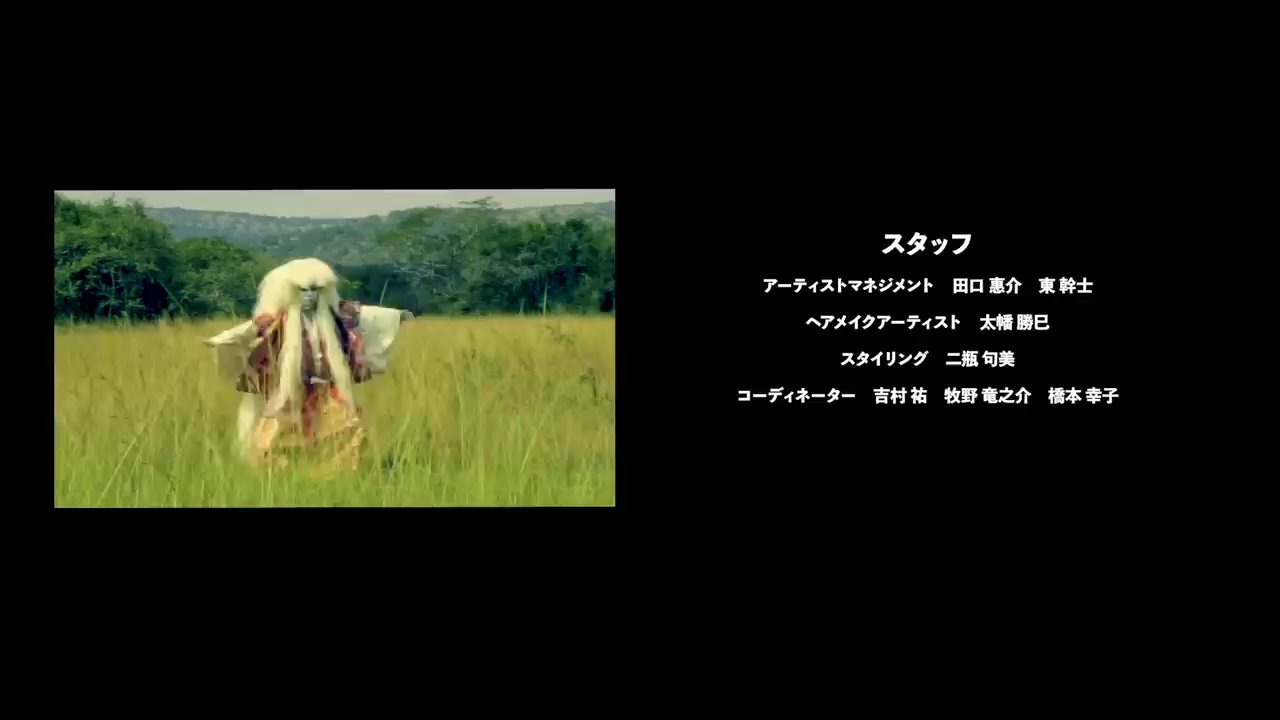 スタッフ
アーティストマネジメント　田口 惠介　東 幹士
ヘアメイクアーティスト　太幡 勝巳
スタイリング　二瓶 句美
コーディネーター　吉村 祐　牧野 竜之介　橋本 幸子